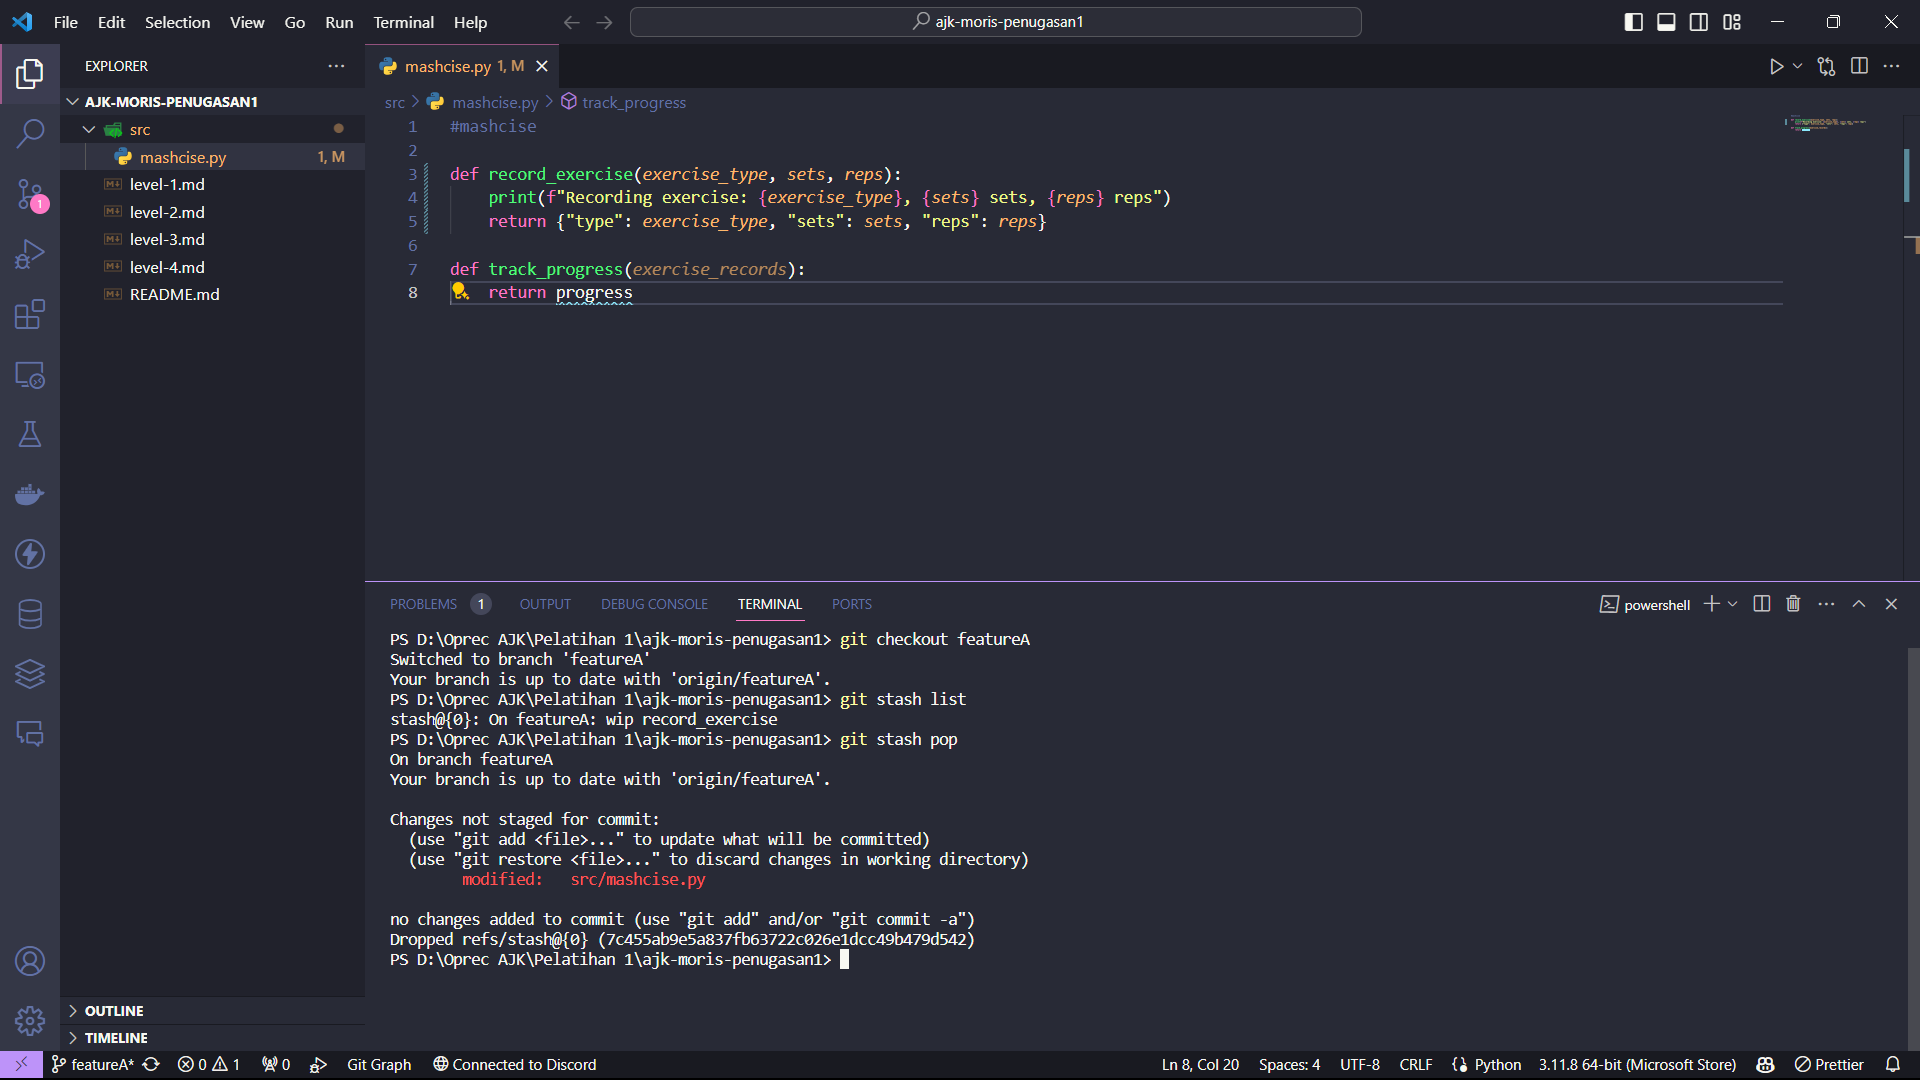 File Edit Selection View Go Run Terminal Help
ajk-moris-penugasan1
EXPLORER
mashcise.py 1, M
AJK-MORIS-PENUGASAN1
src
mashcise.py 1, M
level-1.md
level-2.md
level-3.md
level-4.md
README.md
OUTLINE
TIMELINE
1
src > mashcise.py > track_progress
1 #mashcise
2
3 def record_exercise(exercise_type, sets, reps):
4 print(f"Recording exercise: {exercise_type}, {sets} sets, {reps} reps")
5 return {"type": exercise_type, "sets": sets, "reps": reps}
6
7 def track_progress(exercise_records):
8 return progress
PROBLEMS 1 OUTPUT DEBUG CONSOLE TERMINAL PORTS
powershell
PS D:\Oprec AJK\Pelatihan 1\ajk-moris-penugasan1> git checkout featureA
Switched to branch 'featureA'
Your branch is up to date with 'origin/featureA'.
PS D:\Oprec AJK\Pelatihan 1\ajk-moris-penugasan1> git stash list
stash@{0}: On featureA: wip record_exercise
PS D:\Oprec AJK\Pelatihan 1\ajk-moris-penugasan1> git stash pop
On branch featureA
Your branch is up to date with 'origin/featureA'.
Changes not staged for commit:
(use "git add <file>..." to update what will be committed)
(use "git restore <file>..." to discard changes in working directory)
modified: src/mashcise.py
no changes added to commit (use "git add" and/or "git commit -a")
Dropped refs/stash@{0} (7c455ab9e5a837fb63722c026e1dcc49b479d542)
PS D:\Oprec AJK\Pelatihan 1\ajk-moris-penugasan1>
featureA* 0 1 0 Git Graph Connected to Discord
Ln 8, Col 20 Spaces: 4 UTF-8 CRLF Python 3.11.8 64-bit (Microsoft Store) Prettier